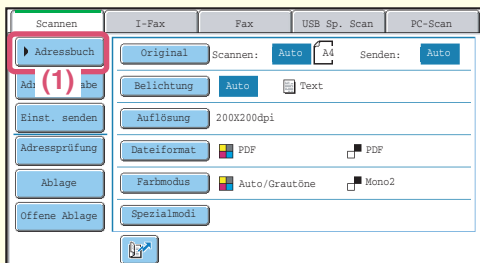 Scannen I-Fax Fax USB Sp. Scan PC-Scan
Adressbuch Original Scannen: Auto A4 Senden: Auto
(1) Belichtung Auto Text
Einst. senden Auflösung 200X200dpi
Adressprüfung Dateiformat PDF PDF
Ablage Farbmodus Auto/Grautöne Mono2
Offene Ablage Spezialmodi